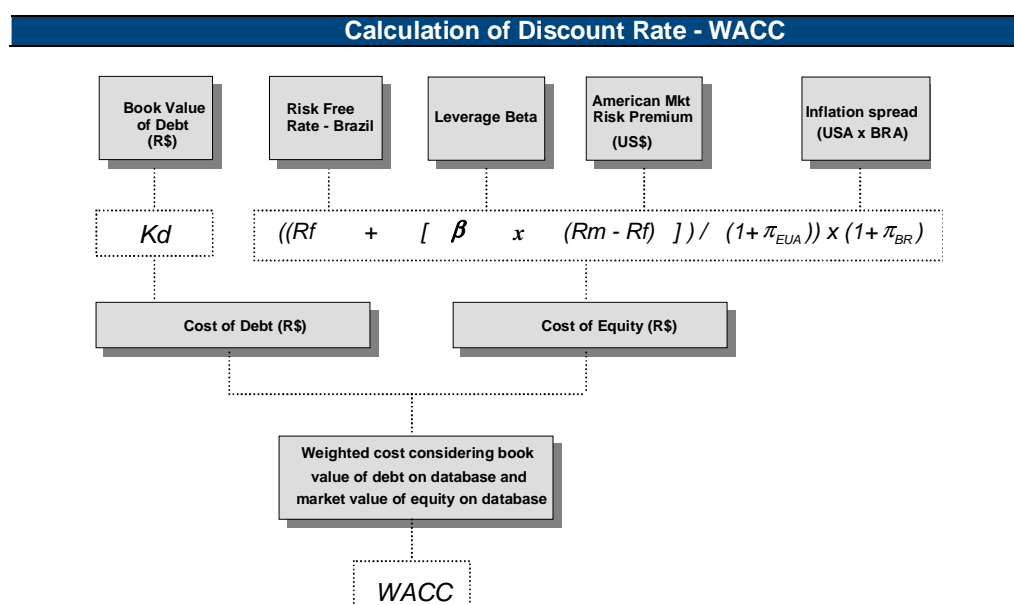 Calculation of Discount Rate - WACC
Book Value
of Debt
(R$)
Risk Free
Rate - Brazil
Leverage Beta
American Mkt
Risk Premium
(US$)
Inflation spread
(USA x BRA)
Kd
((Rf + [ β x (Rm - Rf) ] ) / (1+ π_EUA)) x (1+ π_BR)
Cost of Debt (R$)
Cost of Equity (R$)
Weighted cost considering book
value of debt on database and
market value of equity on database
WACC